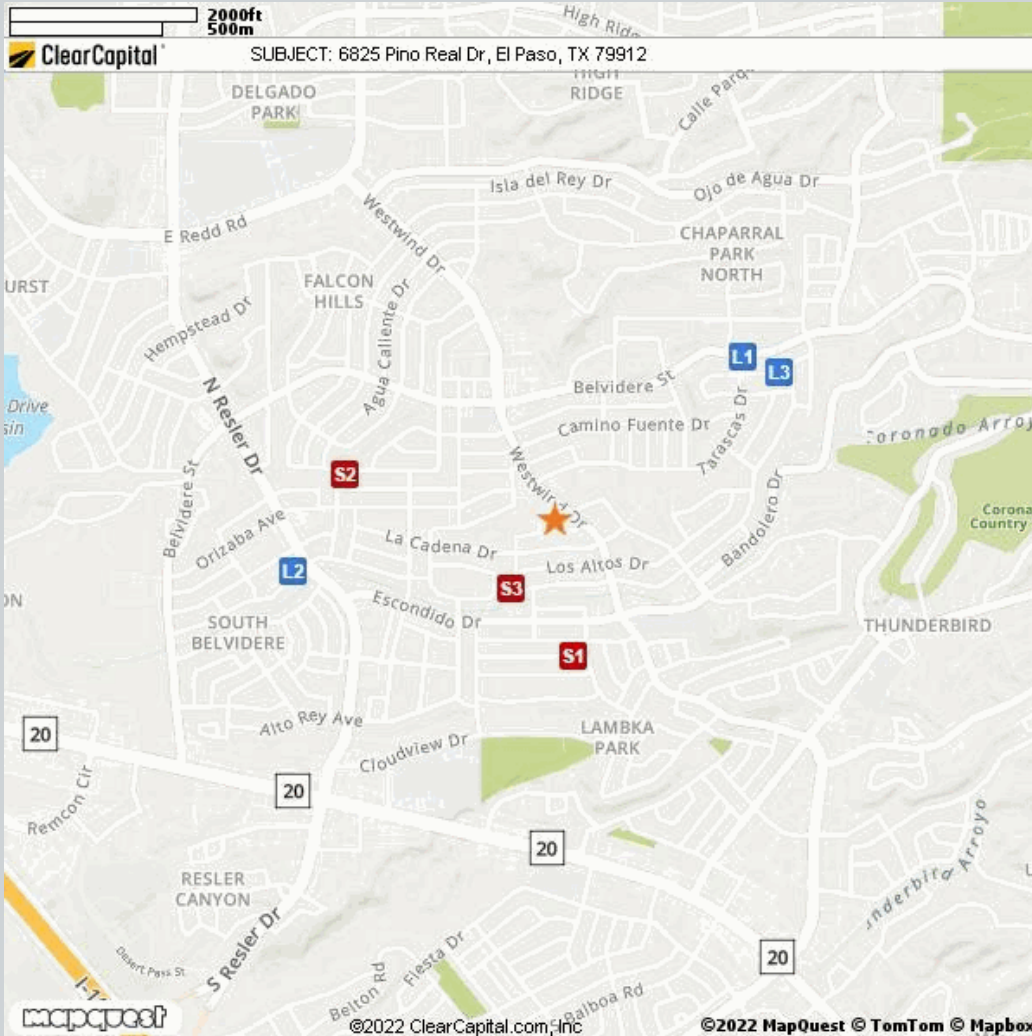 2000ft
500m
ClearCapital
SUBJECT: 6825 Pino Real Dr, El Paso, TX 79912
High Ridg
HIGH
RIDGE
DELGADO
PARK
Calle Parq
Isla del Rey Dr
Ojo de Agua Dr
Westwind Dr
E Redd Rd
CHAPARRAL
PARK
NORTH
URST
FALCON
HILLS
Agua Caliente Dr
Hempstead Dr
L1
L3
N Resler Dr
Belvidere St
Drive
sin
Camino Fuente Dr
Tarascas Dr
Coronado Arroy
S2
Westwind Dr
Belvidere St
Bandolero Dr
Corona
Country
Orizaba Ave
La Cadena Dr
Los Altos Dr
L2
S3
ON
Escondido Dr
SOUTH
BELVIDERE
THUNDERBIRD
S1
Alto Rey Ave
LAMBKA
PARK
20
Cloudview Dr
Remcon Cir
20
20
RESLER
CANYON
underbird Arroyo
S Resler Dr
Desert Pass St
Fiesta Dr
20
I-1
Belton Rd
S Balboa Rd
mapquest
©2022 ClearCapital.com, Inc
©2022 MapQuest © TomTom © Mapbox